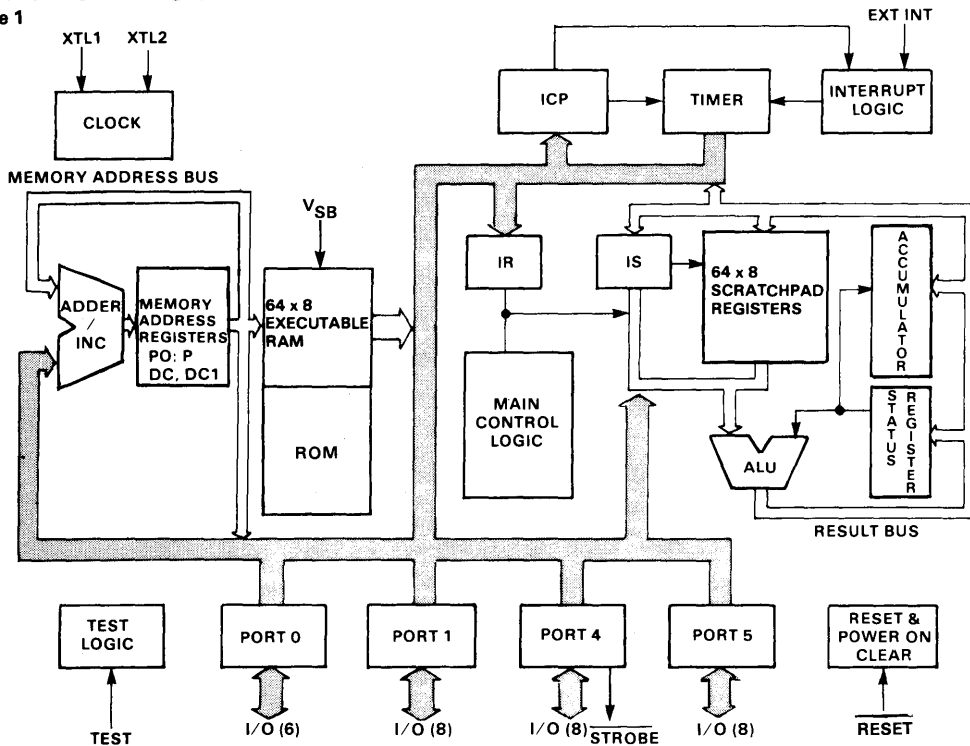 e 1
XTL1 XTL2
EXT INT
CLOCK
ICP
TIMER
INTERRUPT
LOGIC
MEMORY ADDRESS BUS
VSB
ADDER
/
INC
MEMORY
ADDRESS
REGISTERS
PO: P
DC, DC1
64 x 8
EXECUTABLE
RAM
ROM
IR
IS
64 x 8
SCRATCHPAD
REGISTERS
ACCUMULATOR
MAIN
CONTROL
LOGIC
STATUS
REGISTER
ALU
RESULT BUS
TEST
LOGIC
PORT 0
PORT 1
PORT 4
PORT 5
RESET &
POWER ON
CLEAR
TEST
I/O (6)
I/O (8)
I/O (8)
STROBE
I/O (8)
RESET